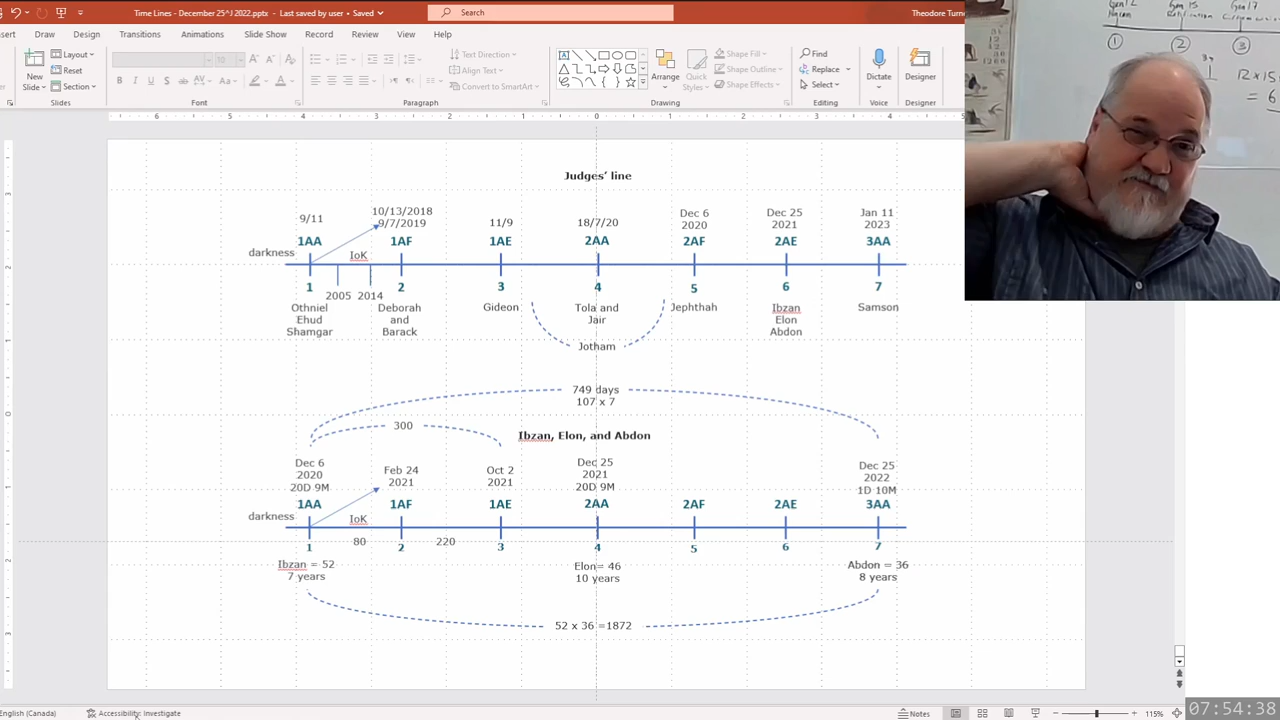 Time Lines - December 25^J 2022.pptx • Last saved by user • Saved
Search
Theodore Turne
sert
Draw
Design
Transitions
Animations
Slide Show
Record
Review
View
Help
New
Slide
Layout
Reset
Section
Slides
Font
Text Direction
Align Text
Convert to SmartArt
Paragraph
Arrange
Quick
Styles
Shape Fill
Shape Outline
Shape Effects
Drawing
Find
Replace
Select
Editing
Dictate
Voice
Designer
Designer
Judges' line
9/11
10/13/2018
9/7/2019
11/9
18/7/20
Dec 6
2020
Dec 25
2021
Jan 11
2023
1AA
1AF
1AE
2AA
2AF
2AE
3AA
darkness
IoK
1
2
3
4
5
6
7
2005
2014
Othniel
Ehud
Shamgar
Deborah
and
Barack
Gideon
Tola and
Jair
Jephthah
Ibzan
Elon
Abdon
Samson
Jotham
749 days
107 x 7
300
Ibzan, Elon, and Abdon
Dec 6
2020
20D 9M
Feb 24
2021
Oct 2
2021
Dec 25
2021
20D 9M
Dec 25
2022
1D 10M
1AA
1AF
1AE
2AA
2AF
2AE
3AA
darkness
IoK
80
220
1
2
3
4
5
6
7
Ibzan = 52
7 years
Elon= 46
10 years
Abdon = 36
8 years
52 x 36 =1872
English (Canada)
Accessibility: Investigate
Notes
115%
07:54:38